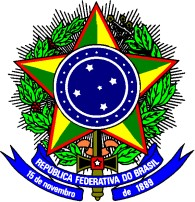 REPÚBLICA FEDERATIVA DO BRASIL
15 de novembro de 1889